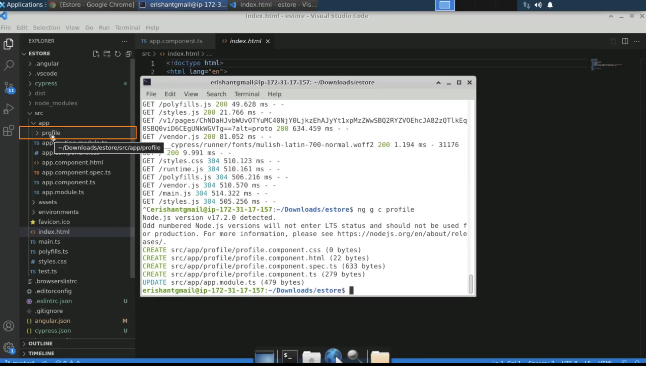 Applications :
[Estore - Google Chrome]
erishantgmail@ip-172-3...
index.html - estore - Vis...
index.html - estore - Visual Studio Code
File Edit Selection View Go Run Terminal Help
EXPLORER
ESTORE
.angular
.vscode
cypress
dist
node_modules
src
app
profile
~/Downloads/estore/src/app/profile
app.component.html
app.component.spec.ts
app.component.ts
app.module.ts
assets
environments
favicon.ico
index.html
main.ts
polyfills.ts
styles.css
test.ts
.browserslistrc
.editorconfig
.eslintrc.json U
.gitignore
angular.json M
cypress.json U
OUTLINE
TIMELINE
app.component.ts
index.html
src > index.html > ...
1 <!doctype html>
2 <html lang="en">
erishantgmail@ip-172-31-17-157: ~/Downloads/estore
File Edit View Search Terminal Help
GET /polyfills.js 200 49.628 ms - -
GET /styles.js 200 21.766 ms - -
GET /vendor.js 200 81.052 ms - -
__cypress/runner/fonts/mulish-latin-700-normal.woff2 200 1.194 ms - 31176
200 9.991 ms - -
GET /styles.css 304 510.123 ms - -
GET /runtime.js 304 510.161 ms - -
GET /polyfills.js 304 506.216 ms - -
GET /vendor.js 304 510.570 ms - -
GET /main.js 304 514.322 ms - -
GET /styles.js 304 505.256 ms - -
^Cerishantgmail@ip-172-31-17-157:~/Downloads/estore$ ng g c profile
Node.js version v17.2.0 detected.
Odd numbered Node.js versions will not enter LTS status and should not be used f
or production. For more information, please see https://nodejs.org/en/about/rele
ases/.
CREATE src/app/profile/profile.component.css (0 bytes)
CREATE src/app/profile/profile.component.html (22 bytes)
CREATE src/app/profile/profile.component.spec.ts (633 bytes)
CREATE src/app/profile/profile.component.ts (279 bytes)
UPDATE src/app/app.module.ts (479 bytes)
erishantgmail@ip-172-31-17-157:~/Downloads/estore$